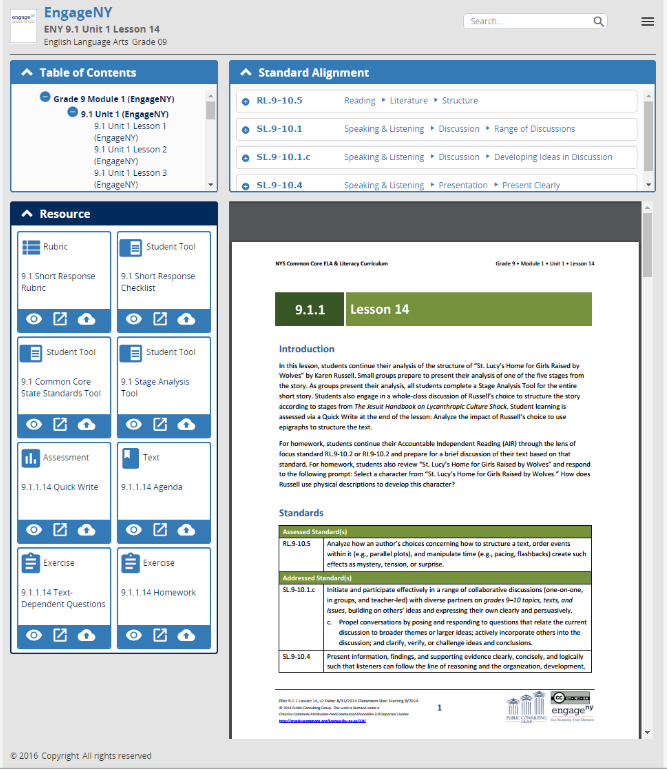 engage ny
EngageNY
ENY 9.1 Unit 1 Lesson 14
English Language Arts Grade 09
Search...
Table of Contents
Grade 9 Module 1 (EngageNY)
9.1 Unit 1 (EngageNY)
9.1 Unit 1 Lesson 1
(EngageNY)
9.1 Unit 1 Lesson 2
(EngageNY)
9.1 Unit 1 Lesson 3
(EngageNY)
Standard Alignment
RL.9-10.5 Reading Literature Structure
SL.9-10.1 Speaking & Listening Discussion Range of Discussions
SL.9-10.1.c Speaking & Listening Discussion Developing Ideas in Discussion
SL.9-10.4 Speaking & Listening Presentation Present Clearly
Resource
Rubric
9.1 Short Response
Rubric
Student Tool
9.1 Short Response
Checklist
Student Tool
9.1 Common Core
State Standards Tool
Student Tool
9.1 Stage Analysis
Tool
Assessment
9.1.1.14 Quick Write
Text
9.1.1.14 Agenda
Exercise
9.1.1.14 Text-
Dependent Questions
Exercise
9.1.1.14 Homework
NYS Common Core ELA & Literacy Curriculum Grade 9 • Module 1 • Unit 1 • Lesson 14
9.1.1 Lesson 14
Introduction
In this lesson, students continue their analysis of the structure of “St. Lucy's Home for Girls Raised by
Wolves” by Karen Russell. Small groups prepare to present their analysis of one of the five stages from
the story. As groups present their analysis, all students complete a Stage Analysis Tool for the entire
short story. Students also engage in a whole-class discussion of Russell's choice to structure the story
according to stages from The Jesuit Handbook on Lycanthropic Culture Shock. Student learning is
assessed via a Quick Write at the end of the lesson: Analyze the impact of Russell's choice to use
epigraphs to structure the text.
For homework, students continue their Accountable Independent Reading (AIR) through the lens of
focus standard RL.9-10.2 or RI.9-10.2 and prepare for a brief discussion of their text based on that
standard. For homework, students also review “St. Lucy's Home for Girls Raised by Wolves” and respond
to the following prompt: Select a character from “St. Lucy's Home for Girls Raised by Wolves.” How does
Russell use physical descriptions to develop this character?
Standards
Assessed Standard(s)
RL.9-10.5 Analyze how an author's choices concerning how to structure a text, order events
within it (e.g., parallel plots), and manipulate time (e.g., pacing, flashbacks) create such
effects as mystery, tension, or surprise.
Addressed Standard(s)
SL.9-10.1.c Initiate and participate effectively in a range of collaborative discussions (one-on-one,
in groups, and teacher-led) with diverse partners on grades 9–10 topics, texts, and
issues, building on others' ideas and expressing their own clearly and persuasively.
c. Propel conversations by posing and responding to questions that relate the current
discussion to broader themes or larger ideas; actively incorporate others into the
discussion; and clarify, verify, or challenge ideas and conclusions.
SL.9-10.4 Present information, findings, and supporting evidence clearly, concisely, and logically
such that listeners can follow the line of reasoning and the organization, development,
1
PUBLIC CONSULTING
GROUP
engage ny
Our Students. Their Moment.
© 2016 Copyright All rights reserved